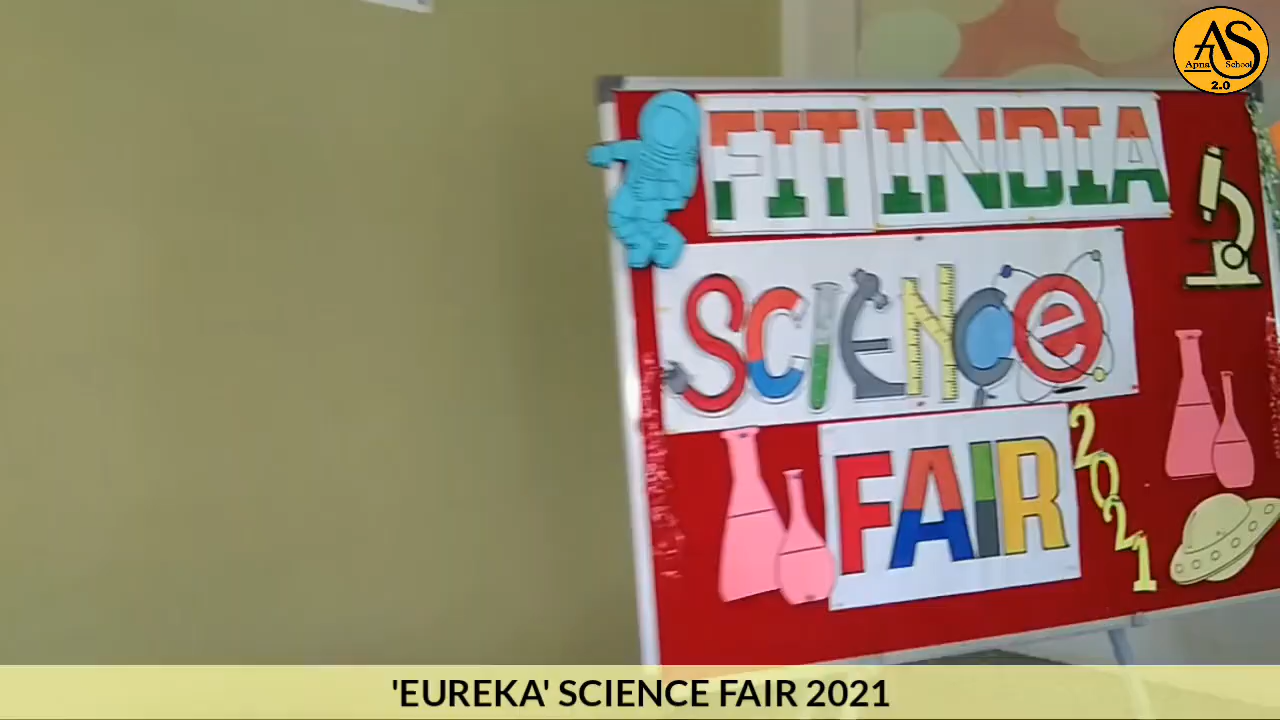 AS
Apna School
2.0
FIT INDIA
SCIENCe
FAIR
2021
'EUREKA' SCIENCE FAIR 2021